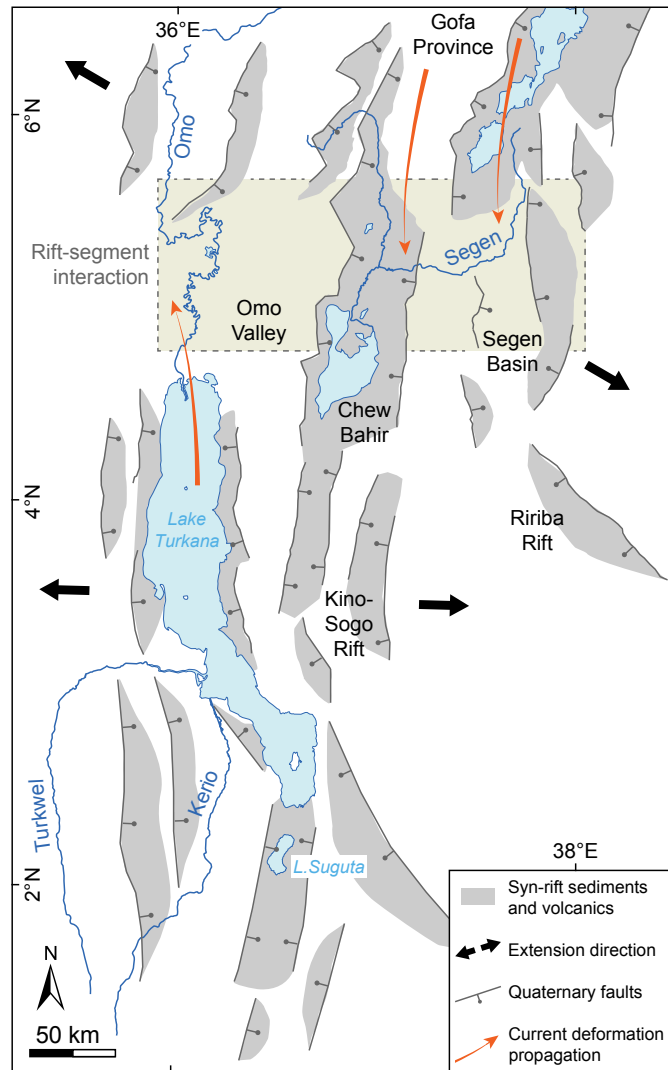 36°E
Gofa
Province
6°N
Omo
Rift-segment
interaction
Segen
Omo
Valley
Segen
Basin
Chew
Bahir
4°N
Lake
Turkana
Ririba
Rift
Kino-
Sogo
Rift
Turkwel
Kerio
38°E
2°N
L.Suguta
N
50 km
Syn-rift sediments
and volcanics
Extension direction
Quaternary faults
Current deformation
propagation